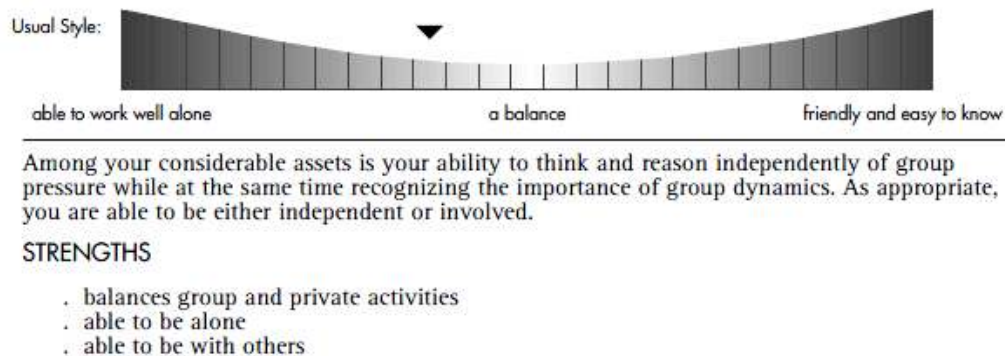 Usual Style:
able to work well alone a balance friendly and easy to know
Among your considerable assets is your ability to think and reason independently of group
pressure while at the same time recognizing the importance of group dynamics. As appropriate,
you are able to be either independent or involved.
STRENGTHS
. balances group and private activities
. able to be alone
. able to be with others